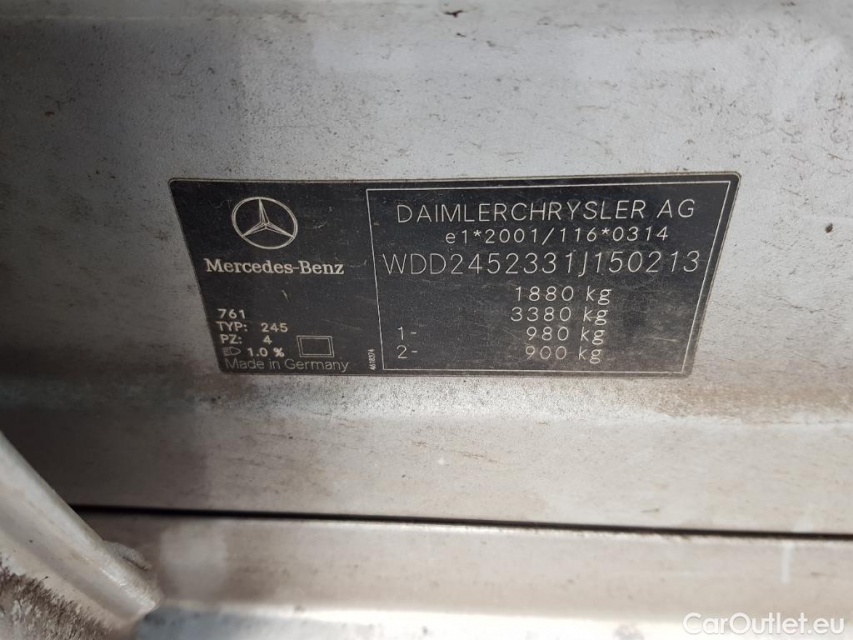 Mercedes-Benz
761
TYP: 245
PZ: 4
1.0 %
Made in Germany
DAIMLERCHRYSLER AG
e1*2001/116*0314
WDD2452331J150213
1880 kg
3380 kg
1- 980 kg
2- 900 kg
CarOutlet.eu